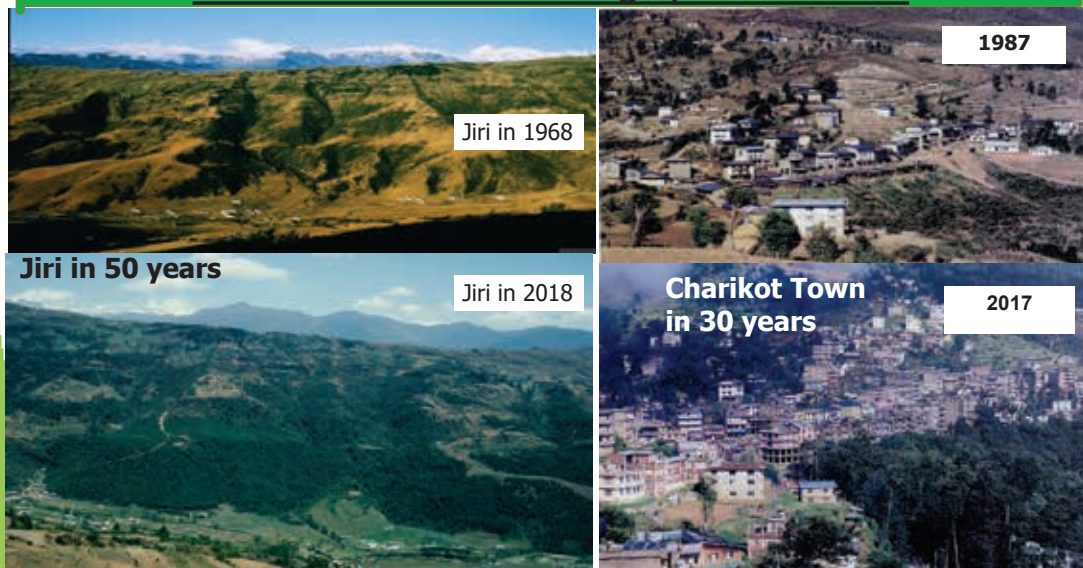 Jiri in 1968
1987
Jiri in 50 years
Jiri in 2018
Charikot Town
in 30 years
2017